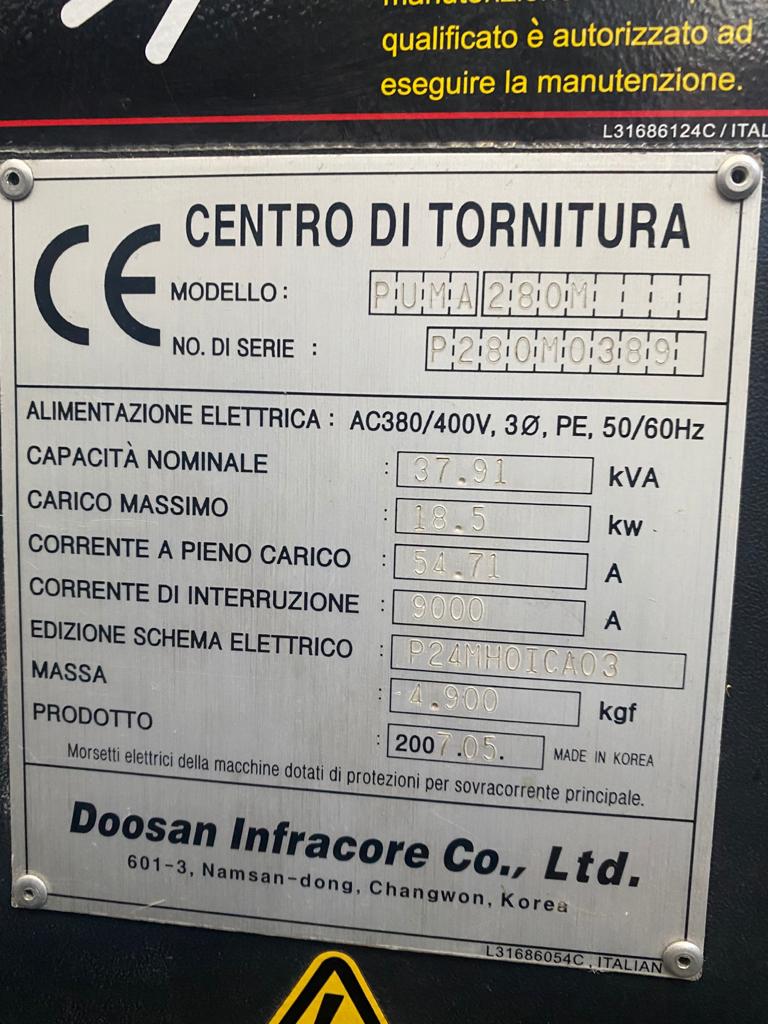 qualificato è autorizzato ad
eseguire la manutenzione.
L31686124C / ITAL
CE
CENTRO DI TORNITURA
MODELLO : PUMA 280M
NO. DI SERIE : P280M0389
ALIMENTAZIONE ELETTRICA : AC380/400V, 3Ø, PE, 50/60Hz
CAPACITÀ NOMINALE : 37.91 kVA
CARICO MASSIMO : 18.5 kw
CORRENTE A PIENO CARICO : 54.71 A
CORRENTE DI INTERRUZIONE : 9000 A
EDIZIONE SCHEMA ELETTRICO : P24MH0ICA03
MASSA : 4.900 kgf
PRODOTTO : 2007.05. MADE IN KOREA
Morsetti elettrici della macchine dotati di protezioni per sovracorrente principale.
Doosan Infracore Co., Ltd.
601-3, Namsan-dong, Changwon, Korea
L31686054C , ITALIAN